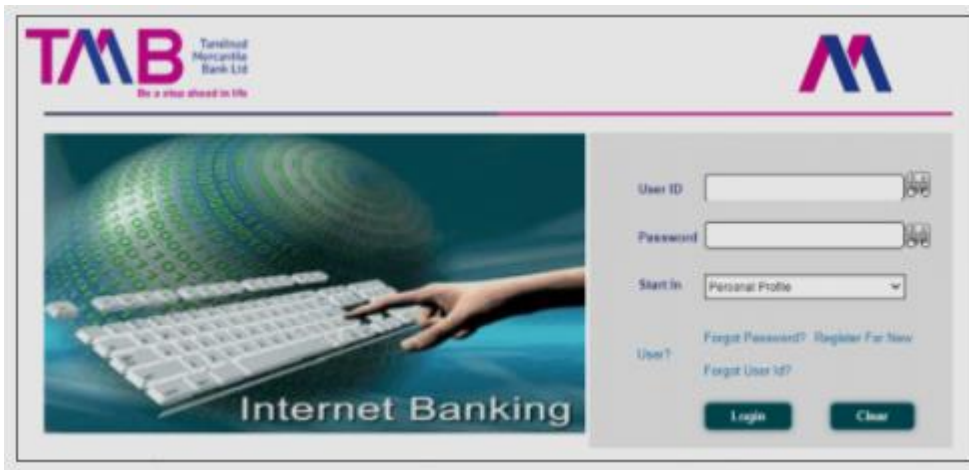 TMB
Tamilnad
Mercantile
Bank Ltd
Be a step ahead in life
User ID
Password
Start In
Personal Profile
Forgot Password? Register For New
User?
Forgot User Id?
Internet Banking
Login
Clear